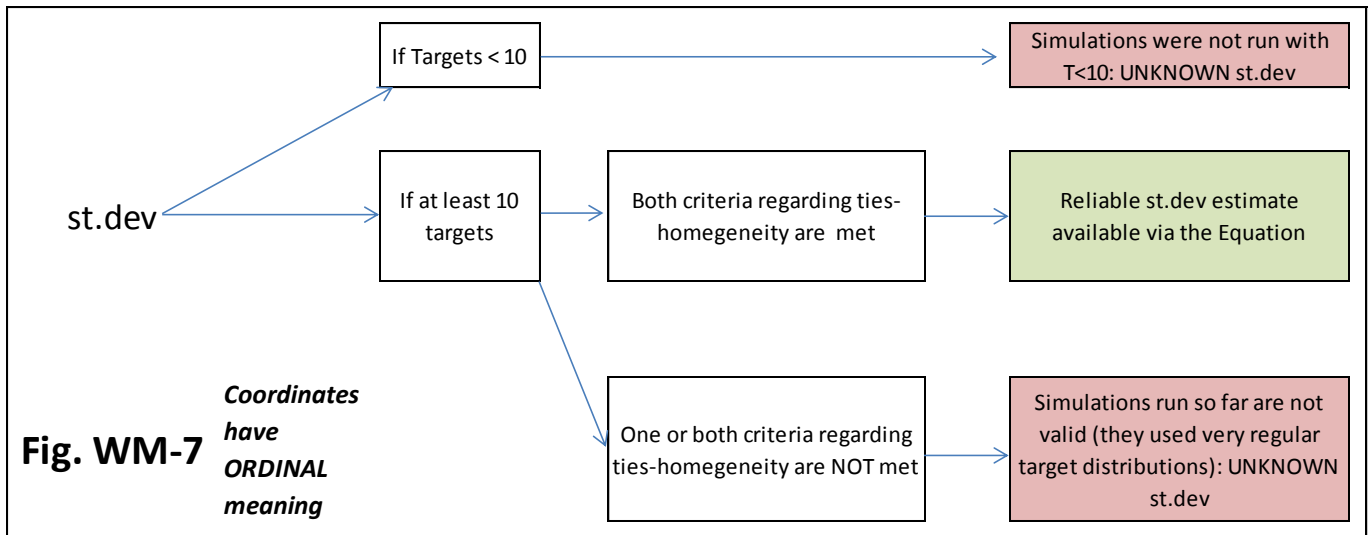 If Targets < 10
Simulations were not run with
T<10: UNKNOWN st.dev
st.dev
If at least 10
targets
Both criteria regarding ties-
homegeneity are met
Reliable st.dev estimate
available via the Equation
Fig. WM-7
Coordinates
have
ORDINAL
meaning
One or both criteria regarding
ties-homogeneity are NOT met
Simulations run so far are not
valid (they used very regular
target distributions): UNKNOWN
st.dev